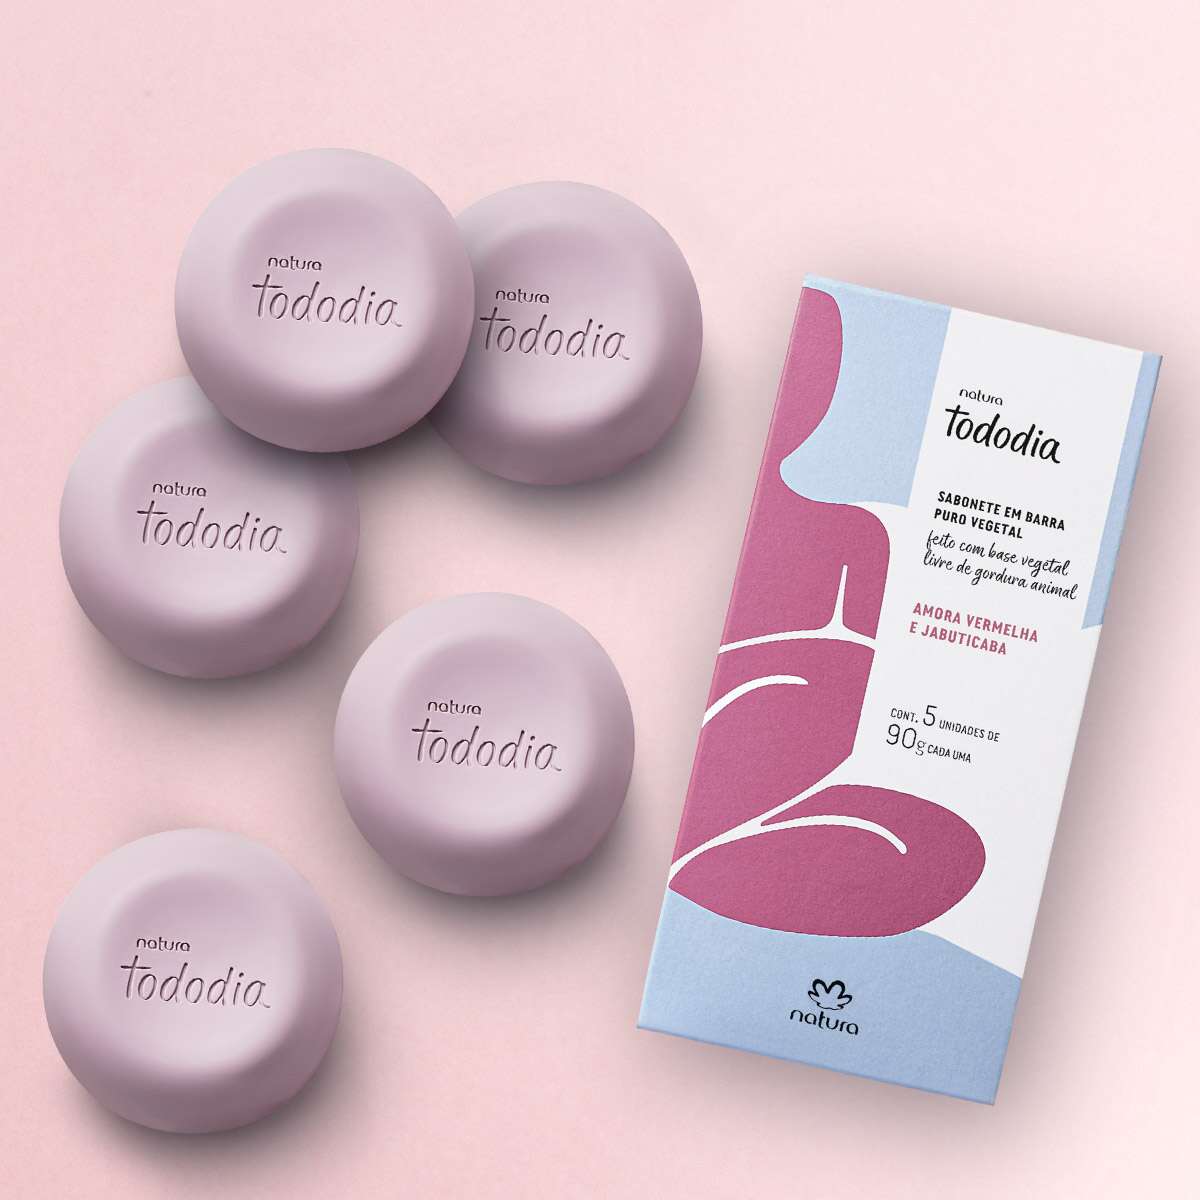 natura
tododia
natura
tododia
natura
tododia
natura
tododia
natura
tododia
natura
tododia
SABONETE EM BARRA
PURO VEGETAL
feito com base vegetal
livre de gordura animal
AMORA VERMELHA
E JABUTICABA
CONT. 5 UNIDADES DE
90g CADA UMA
natura